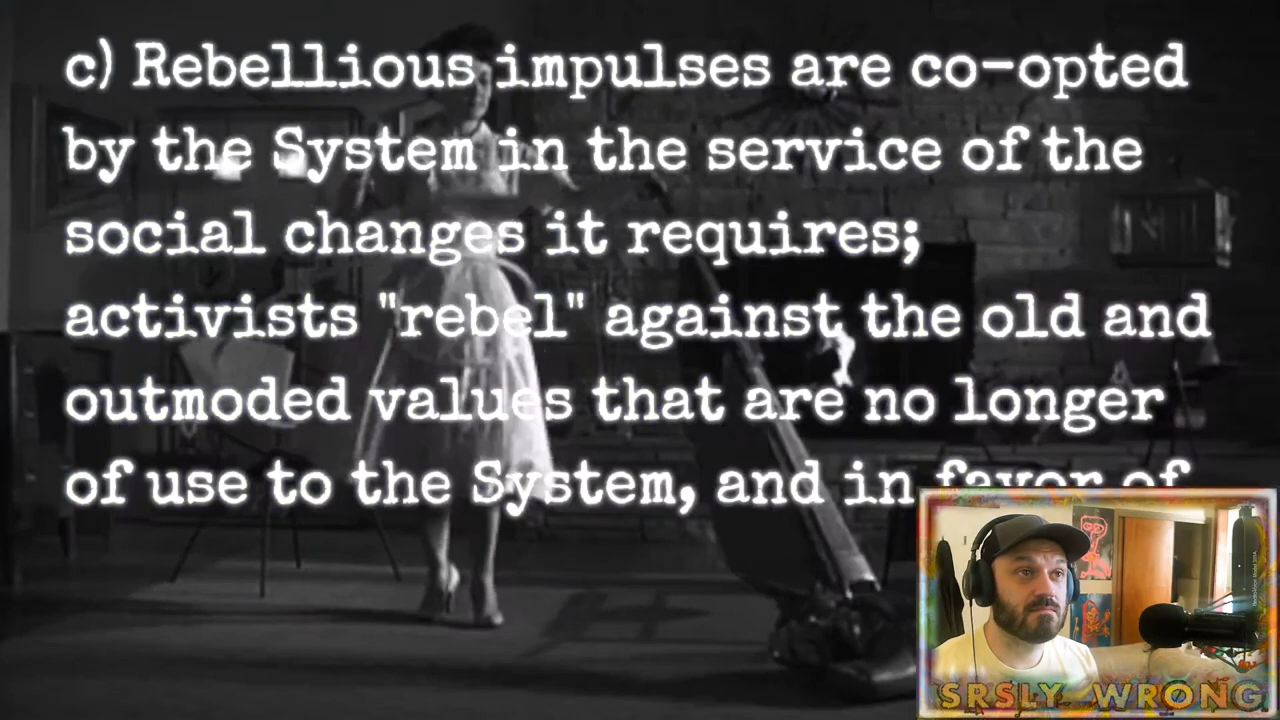 c) Rebellious impulses are co-opted
by the System in the service of the
social changes it requires;
activists "rebel" against the old and
outmoded values that are no longer
of use to the System, and in favor of
SRSLY WRONG